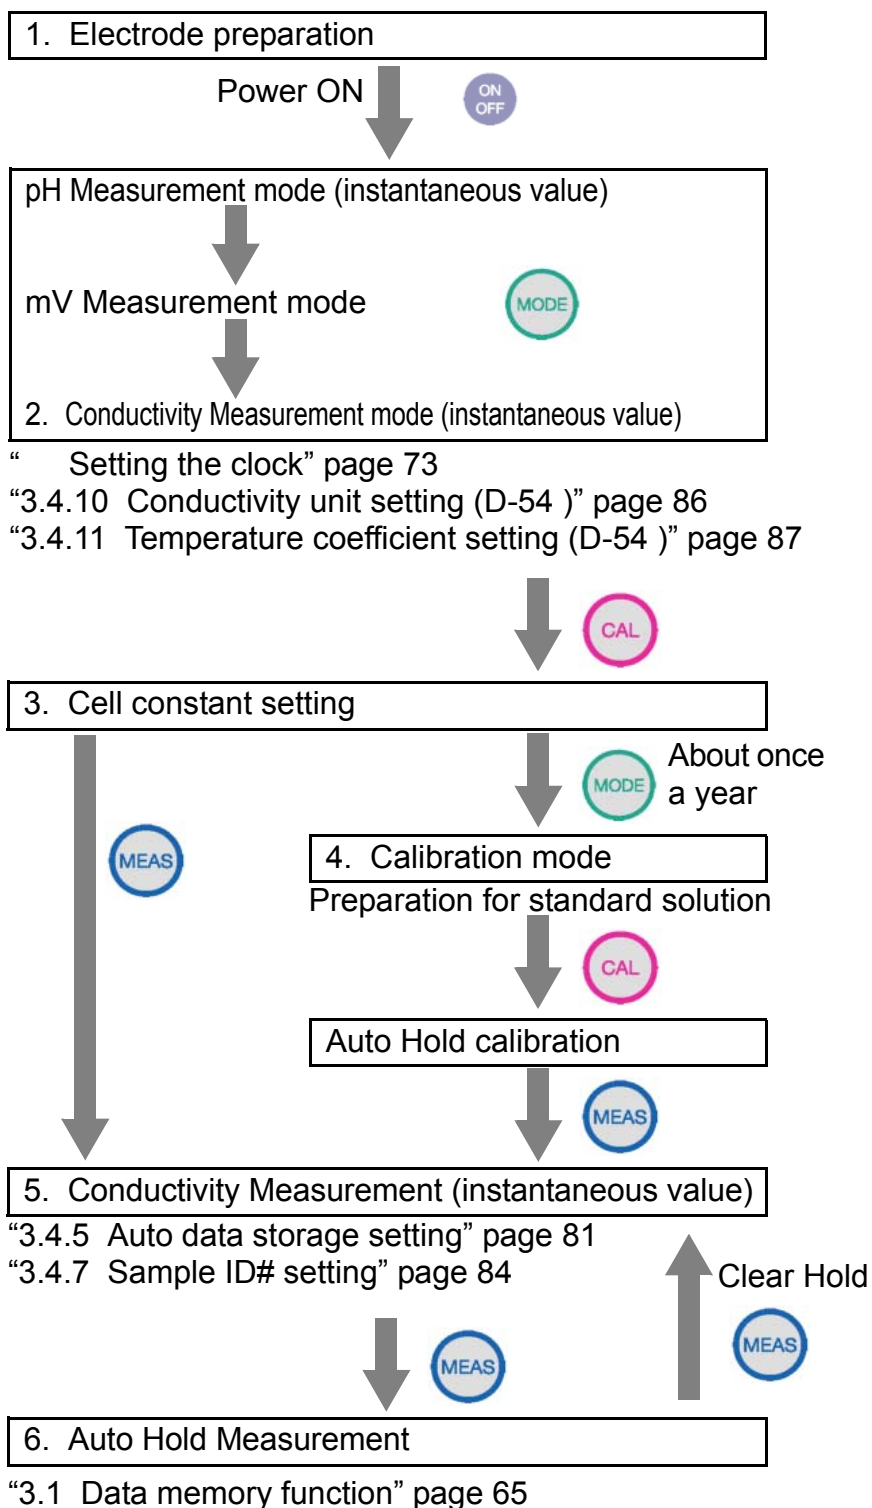 1. Electrode preparation
Power ON
ON
OFF
pH Measurement mode (instantaneous value)
mV Measurement mode
MODE
2. Conductivity Measurement mode (instantaneous value)
“ Setting the clock” page 73
“3.4.10 Conductivity unit setting (D-54 )” page 86
“3.4.11 Temperature coefficient setting (D-54 )” page 87
CAL
3. Cell constant setting
About once
MODE
a year
MEAS
4. Calibration mode
Preparation for standard solution
CAL
Auto Hold calibration
MEAS
5. Conductivity Measurement (instantaneous value)
“3.4.5 Auto data storage setting” page 81
“3.4.7 Sample ID# setting” page 84
Clear Hold
MEAS
MEAS
6. Auto Hold Measurement
“3.1 Data memory function” page 65